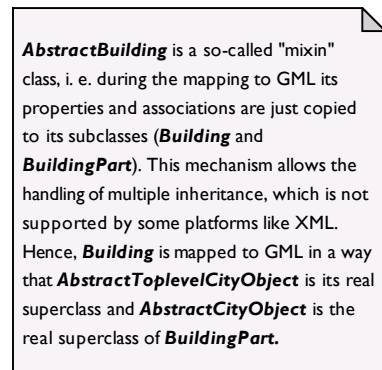 AbstractBuilding is a so-called "mixin"
class, i. e. during the mapping to GML its
properties and associations are just copied
to its subclasses (Building and
BuildingPart). This mechanism allows the
handling of multiple inheritance, which is not
supported by some platforms like XML.
Hence, Building is mapped to GML in a way
that AbstractToplevelCityObject is its real
superclass and AbstractCityObject is the
real superclass of BuildingPart.